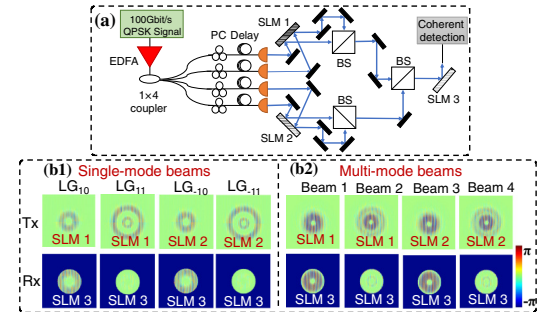 (a)
100Gbit/s
QPSK Signal
EDFA
1×4
coupler
PC Delay
SLM 1
SLM 2
BS
BS
BS
Coherent
detection
SLM 3
(b1) Single-mode beams
LG10 LG11 LG-10 LG-11
Tx
SLM 1 SLM 1 SLM 2 SLM 2
Rx
SLM 3 SLM 3 SLM 3 SLM 3
(b2) Multi-mode beams
Beam 1 Beam 2 Beam 3 Beam 4
SLM 1 SLM 1 SLM 2 SLM 2
SLM 3 SLM 3 SLM 3 SLM 3
π
-π